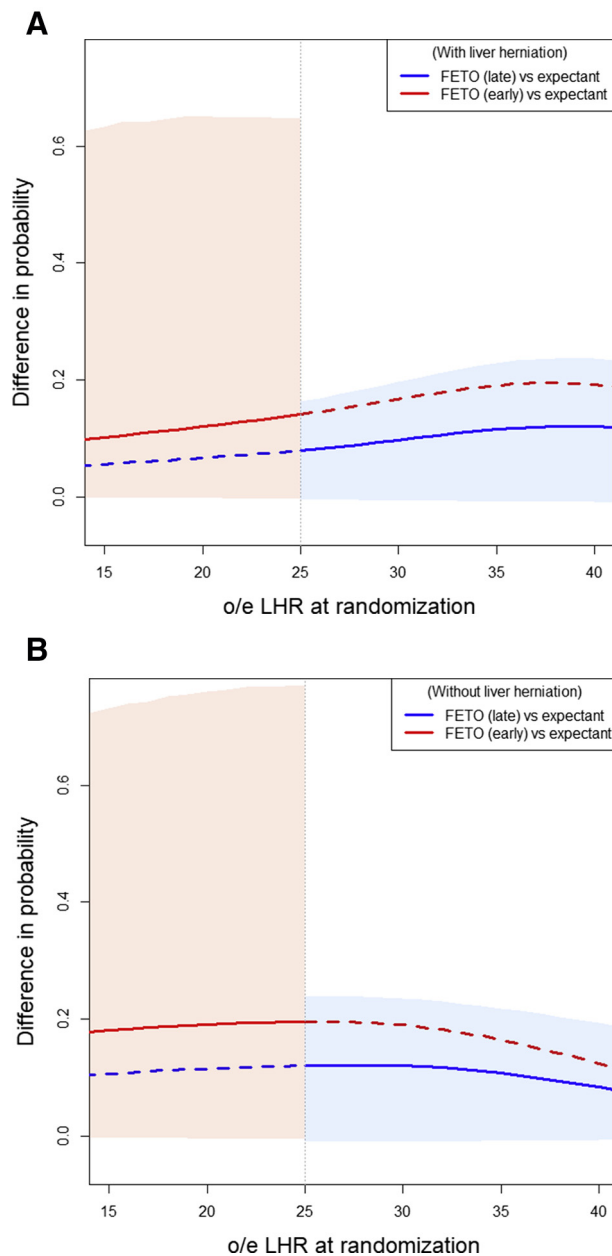 A
(With liver herniation)
FETO (late) vs expectant
FETO (early) vs expectant
Difference in probability
0.6
0.4
0.2
0.0
15 20 25 30 35 40
o/e LHR at randomization
B
(Without liver herniation)
FETO (late) vs expectant
FETO (early) vs expectant
Difference in probability
0.6
0.4
0.2
0.0
15 20 25 30 35 40
o/e LHR at randomization